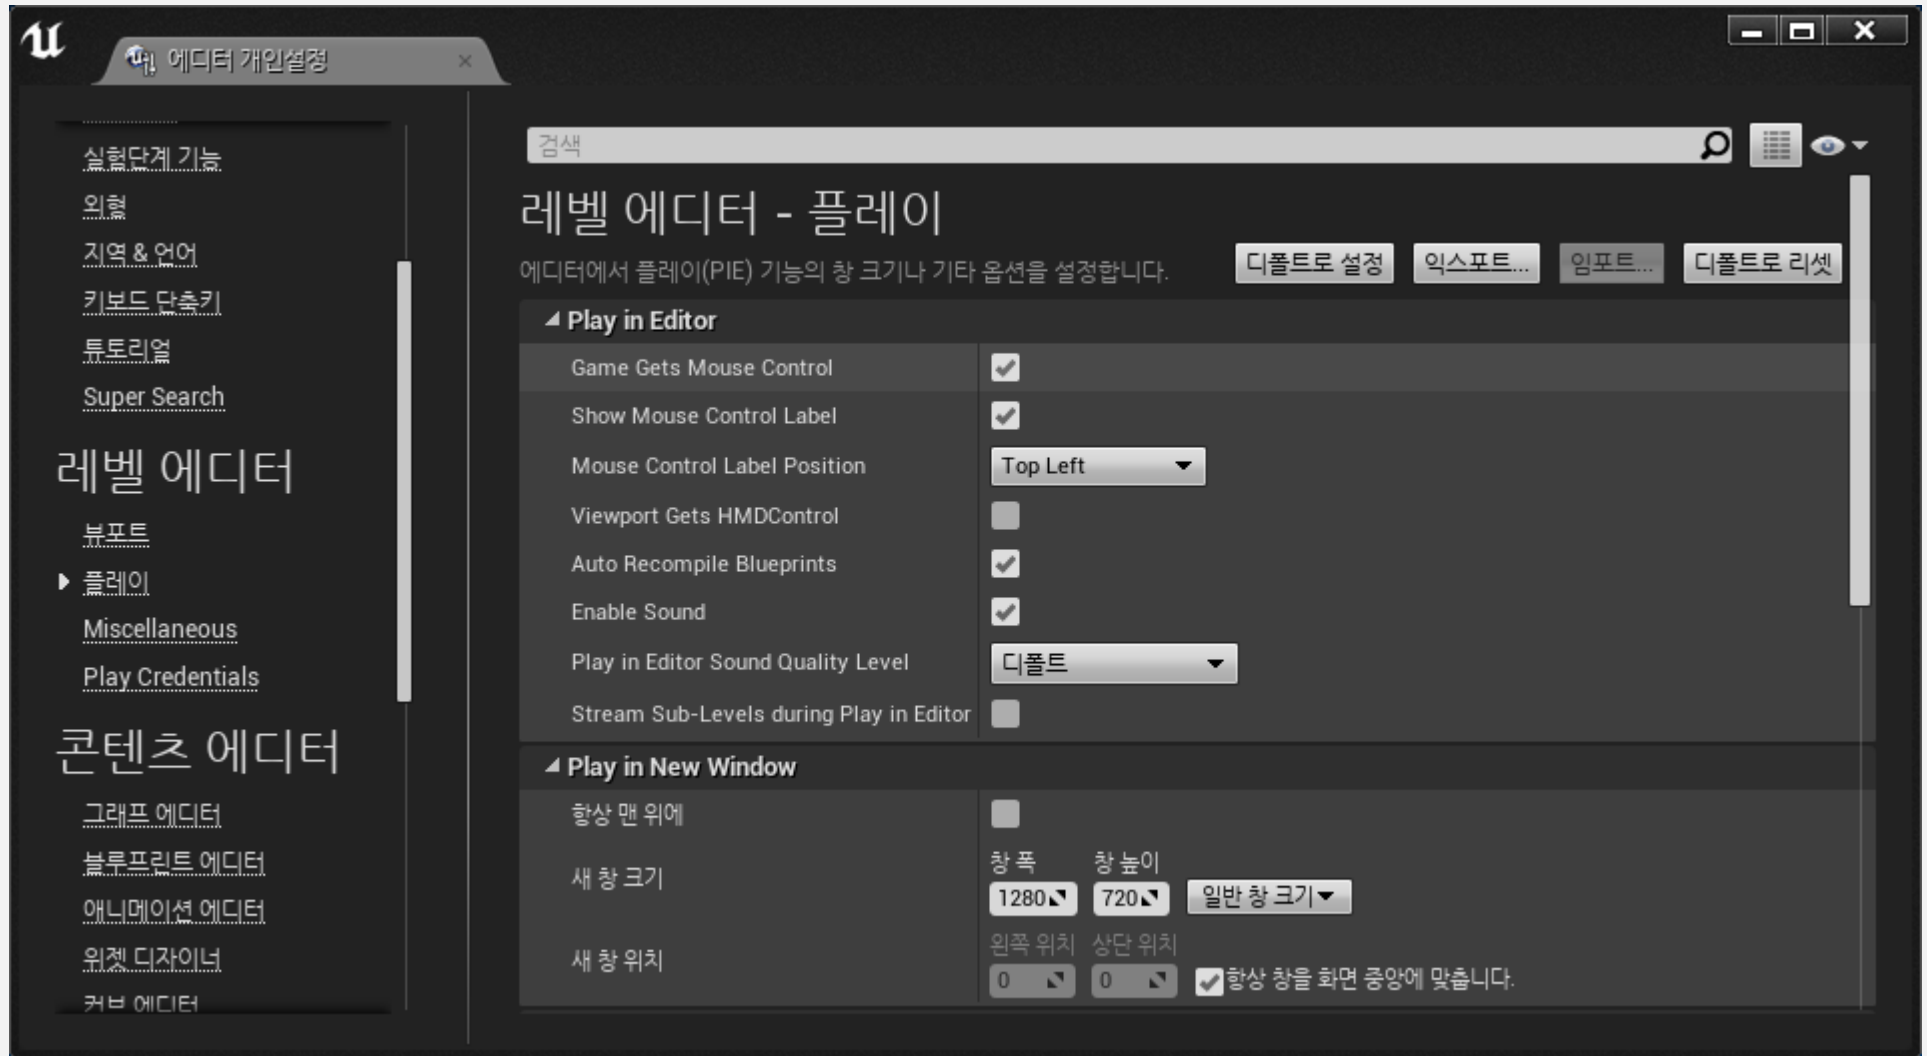 에디터 개인설정
실험단계 기능
외형
지역 & 언어
키보드 단축키
튜토리얼
Super Search
레벨 에디터
뷰포트
플레이
Miscellaneous
Play Credentials
콘텐츠 에디터
그래프 에디터
블루프린트 에디터
애니메이션 에디터
위젯 디자이너
커브 에디터
검색
레벨 에디터 - 플레이
에디터에서 플레이(PIE) 기능의 창 크기나 기타 옵션을 설정합니다.
디폴트로 설정 익스포트... 임포트... 디폴트로 리셋
Play in Editor
Game Gets Mouse Control
Show Mouse Control Label
Mouse Control Label Position Top Left
Viewport Gets HMDControl
Auto Recompile Blueprints
Enable Sound
Play in Editor Sound Quality Level 디폴트
Stream Sub-Levels during Play in Editor
Play in New Window
항상 맨 위에
창 폭 창 높이
새 창 크기 1280 720 일반 창 크기
왼쪽 위치 상단 위치
새 창 위치 0 0 항상 창을 화면 중앙에 맞춥니다.